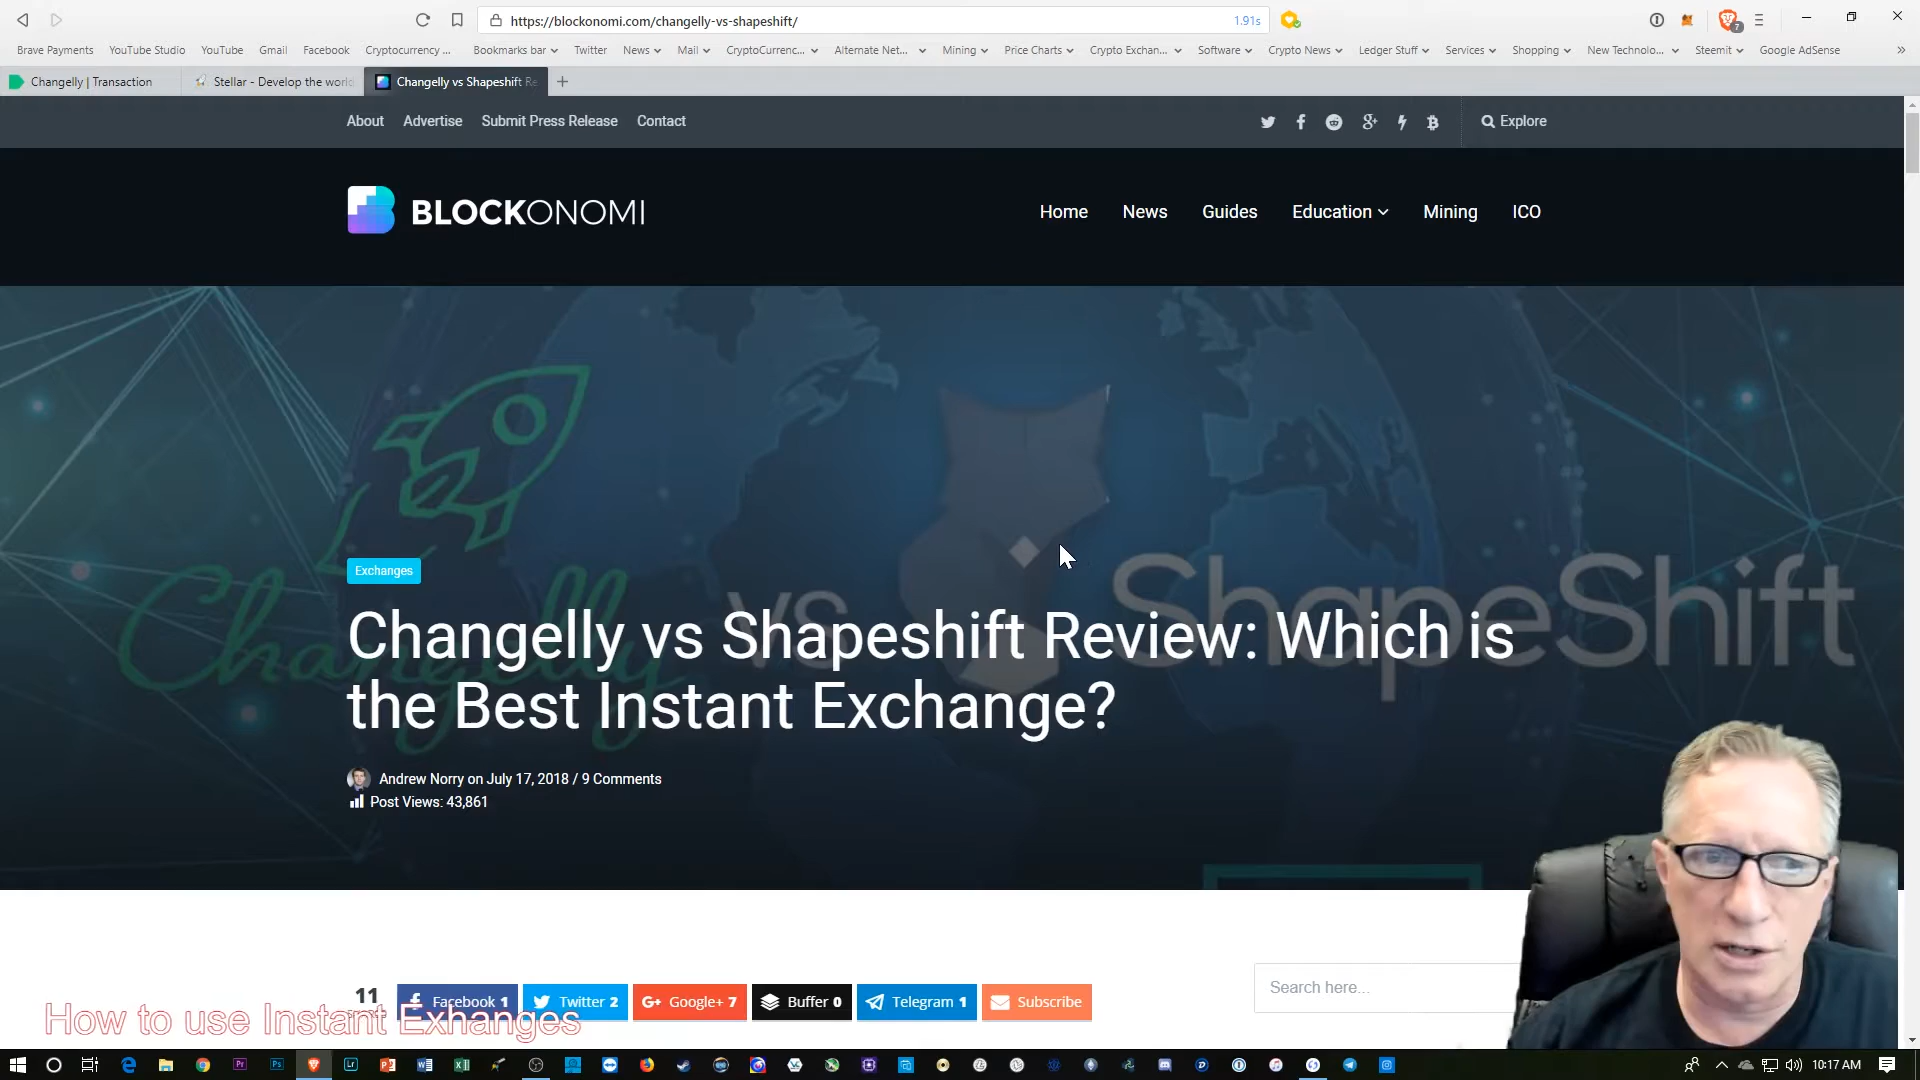 https://blockonomi.com/changelly-vs-shapeshift/
1.91s
7
Brave Payments
YouTube Studio
YouTube
Gmail
Facebook
Cryptocurrency ...
Bookmarks bar
Twitter
News
Mail
CryptoCurrenc...
Alternate Net...
Mining
Price Charts
Crypto Exchan...
Software
Crypto News
Ledger Stuff
Services
Shopping
New Technolo...
Steemit
Google AdSense
Changelly | Transaction
Stellar - Develop the world
Changelly vs Shapeshift Re
About
Advertise
Submit Press Release
Contact
Explore
BLOCKONOMI
Home
News
Guides
Education
Mining
ICO
Changelly vs ShapeShift
Exchanges
Changelly vs Shapeshift Review: Which is
the Best Instant Exchange?
Andrew Norry on July 17, 2018 / 9 Comments
Post Views: 43,861
11
Facebook 1
Twitter 2
Google+ 7
Buffer 0
Telegram 1
Subscribe
Search here...
How to use Instant Exhanges
10:17 AM